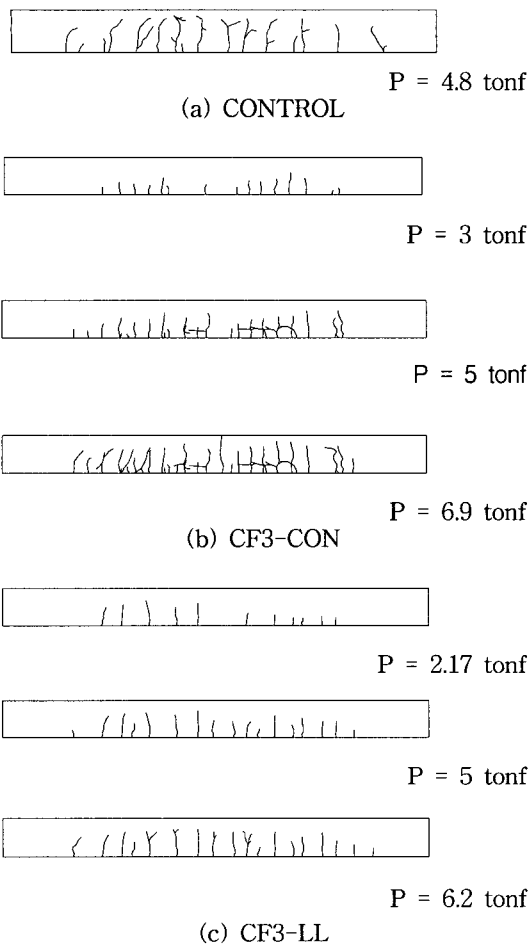 P = 4.8 tonf
(a) CONTROL
P = 3 tonf
P = 5 tonf
P = 6.9 tonf
(b) CF3-CON
P = 2.17 tonf
P = 5 tonf
P = 6.2 tonf
(c) CF3-LL